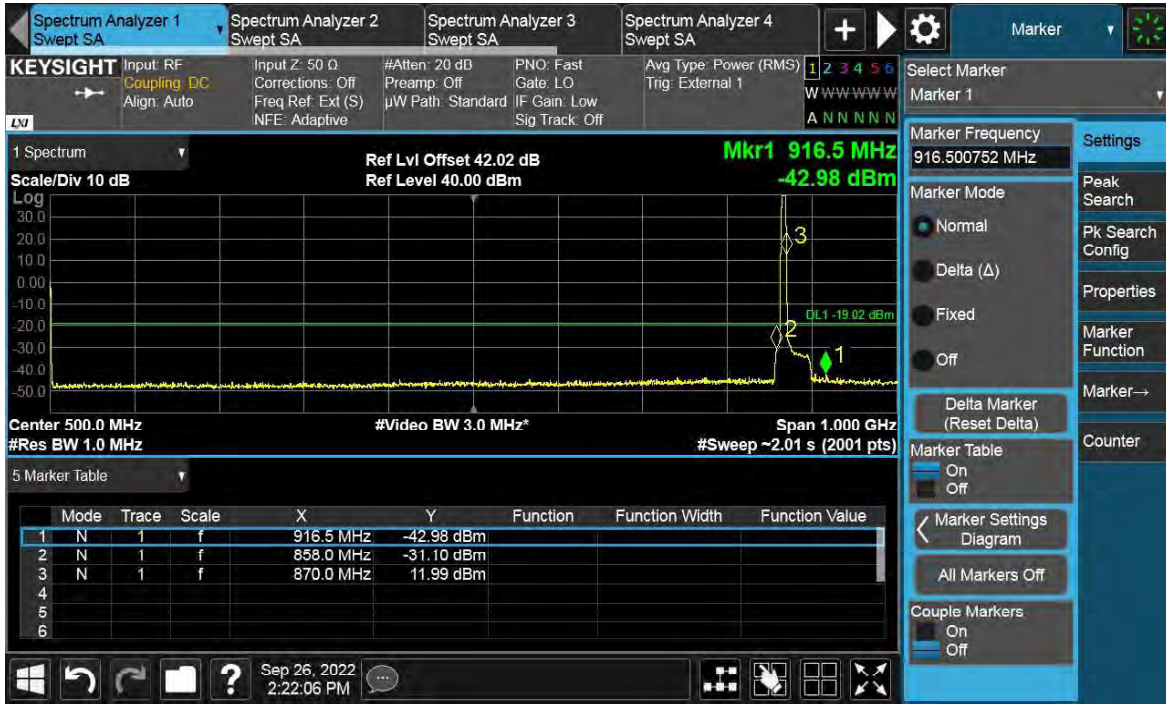 Spectrum Analyzer 1
Swept SA
Spectrum Analyzer 2
Swept SA
Spectrum Analyzer 3
Swept SA
Spectrum Analyzer 4
Swept SA
+
Marker
KEYSIGHT
LXI
Input: RF
Coupling: DC
Align: Auto
Input Z: 50 Ω
Corrections: Off
Freq Ref: Ext (S)
NFE: Adaptive
#Atten: 20 dB
Preamp: Off
µW Path: Standard
PNO: Fast
Gate: LO
IF Gain: Low
Sig Track: Off
Avg Type: Power (RMS)
Trig: External 1
1 2 3 4 5 6
W W W W W W
A N N N N N
Select Marker
Marker 1
1 Spectrum
Scale/Div 10 dB
Ref Lvl Offset 42.02 dB
Ref Level 40.00 dBm
Mkr1 916.5 MHz
-42.98 dBm
Log
30.0
20.0
10.0
0.00
-10.0
-20.0
-30.0
-40.0
-50.0
3
DL1 -19.02 dBm
2
1
Center 500.0 MHz
#Res BW 1.0 MHz
#Video BW 3.0 MHz*
Span 1.000 GHz
#Sweep ~2.01 s (2001 pts)
5 Marker Table
Mode Trace Scale X Y Function Function Width Function Value
1 N 1 f 916.5 MHz -42.98 dBm
2 N 1 f 858.0 MHz -31.10 dBm
3 N 1 f 870.0 MHz 11.99 dBm
4
5
6
Marker Frequency
916.500752 MHz
Marker Mode
Normal
Delta (Δ)
Fixed
Off
Delta Marker
(Reset Delta)
Marker Table
On
Off
Marker Settings
Diagram
All Markers Off
Couple Markers
On
Off
Settings
Peak
Search
Pk Search
Config
Properties
Marker
Function
Marker→
Counter
?
Sep 26, 2022
2:22:06 PM